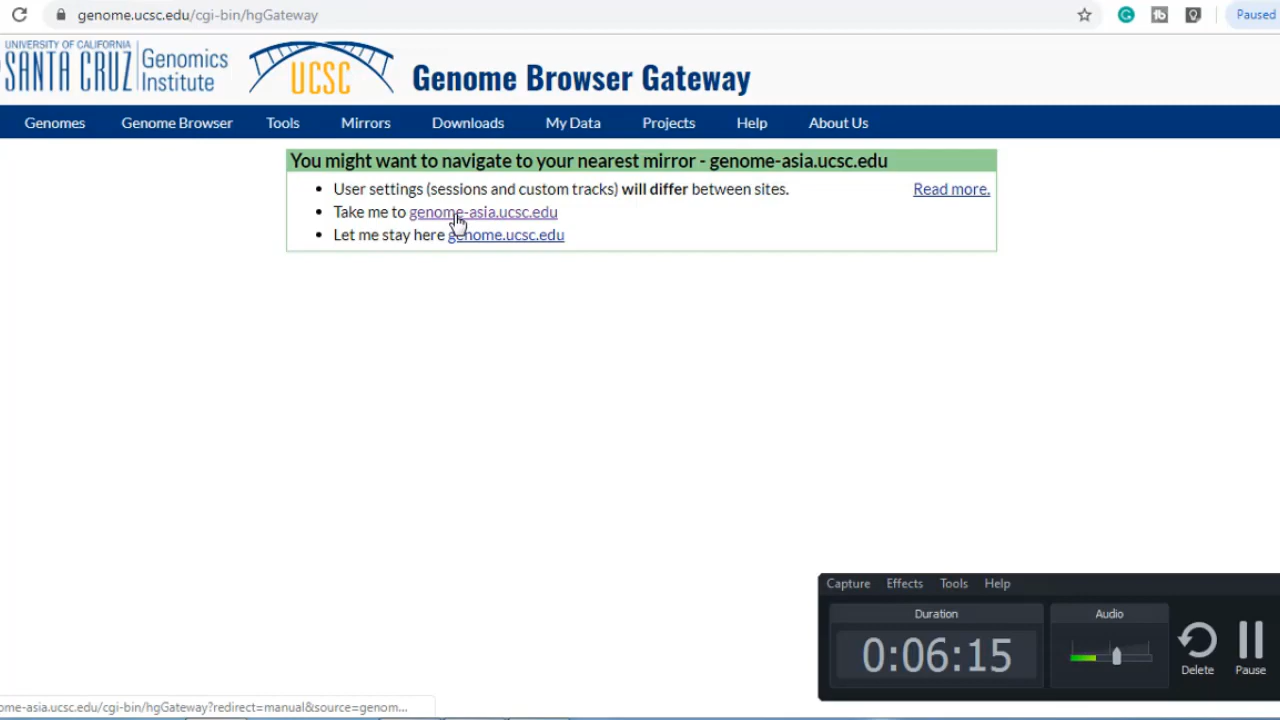 genome.ucsc.edu/cgi-bin/hgGateway
Paused
UNIVERSITY OF CALIFORNIA
SANTA CRUZ
Genomics
Institute
UCSC
Genome Browser Gateway
Genomes Genome Browser Tools Mirrors Downloads My Data Projects Help About Us
You might want to navigate to your nearest mirror - genome-asia.ucsc.edu
User settings (sessions and custom tracks) will differ between sites. Read more.
Take me to genome-asia.ucsc.edu
Let me stay here genome.ucsc.edu
Capture Effects Tools Help
Duration Audio
0:06:15
Delete Pause
ome-asia.ucsc.edu/cgi-bin/hgGateway?redirect=manual&source=genom...